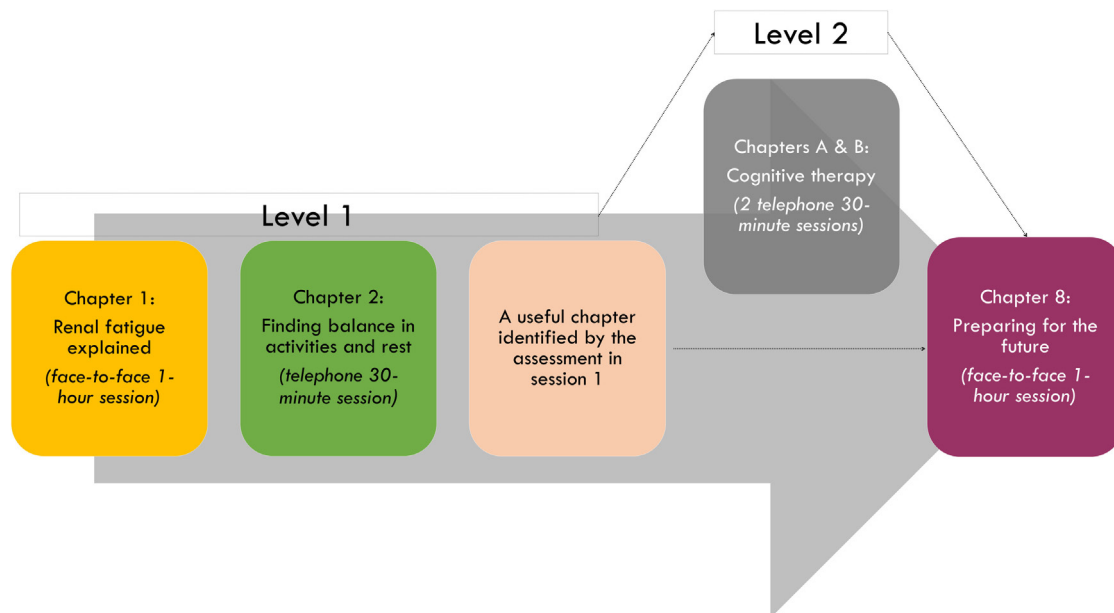 Level 2
Chapters A & B:
Cognitive therapy
(2 telephone 30-
minute sessions)
Level 1
Chapter 1:
Renal fatigue
explained
(face-to-face 1-
hour session)
Chapter 2:
Finding balance in
activities and rest
(telephone 30-
minute session)
A useful chapter
identified by the
assessment in
session 1
Chapter 8:
Preparing for the
future
(face-to-face 1-
hour session)